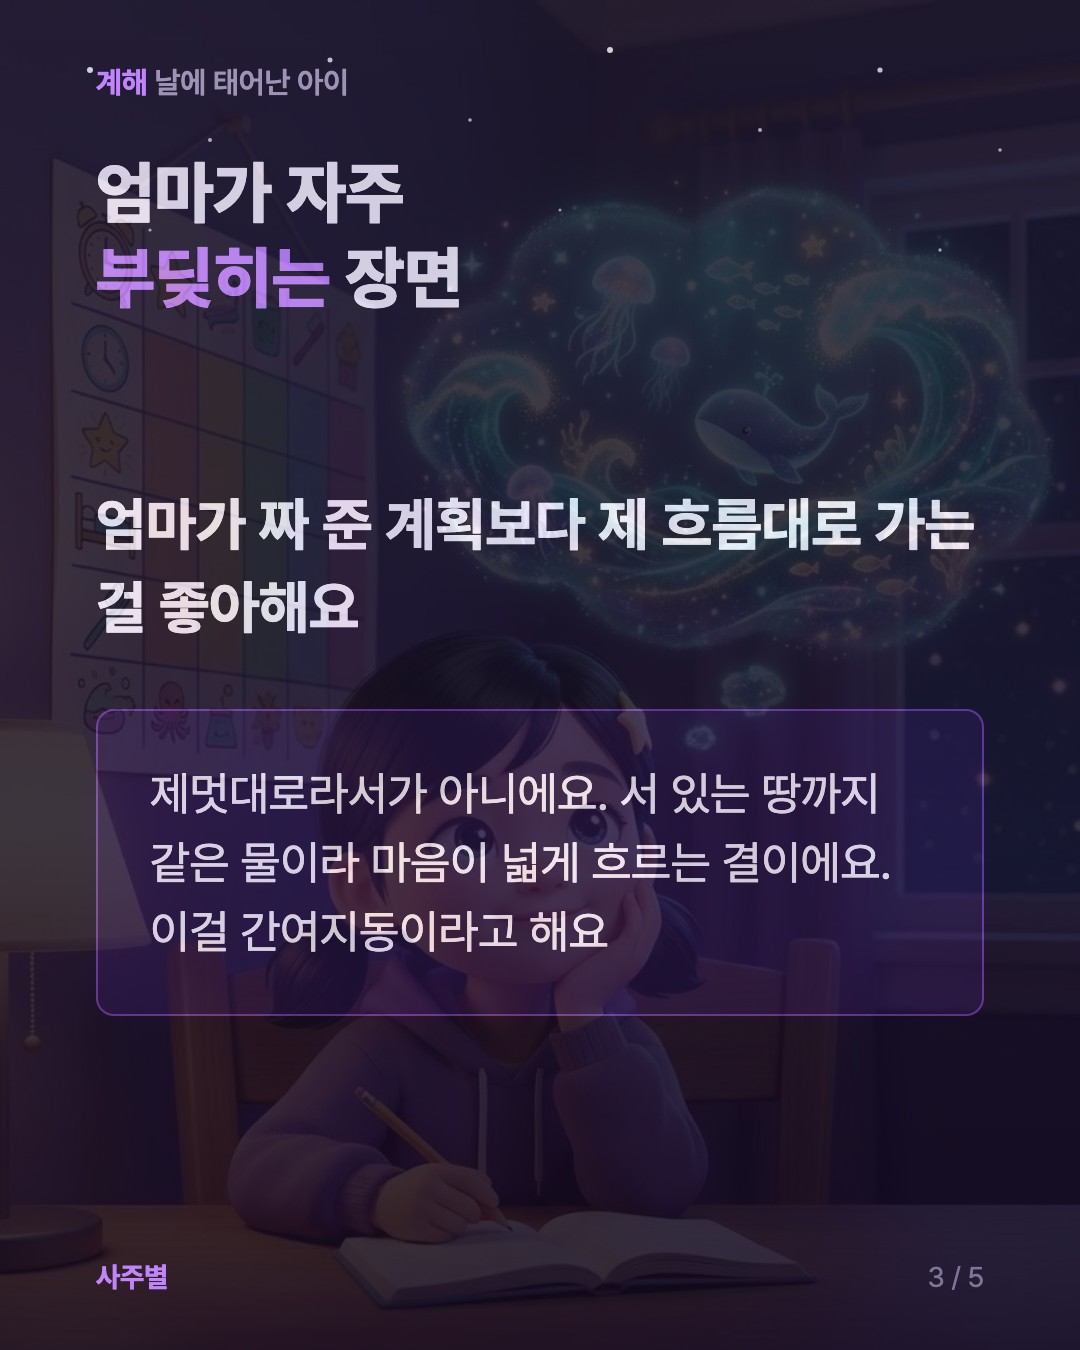 계해 날에 태어난 아이
엄마가 자주
부딪히는 장면
엄마가 짜 준 계획보다 제 흐름대로 가는
걸 좋아해요
제멋대로라서가 아니에요. 서 있는 땅까지
같은 물이라 마음이 넓게 흐르는 결이에요.
이걸 간여지동이라고 해요
사주별
3 / 5